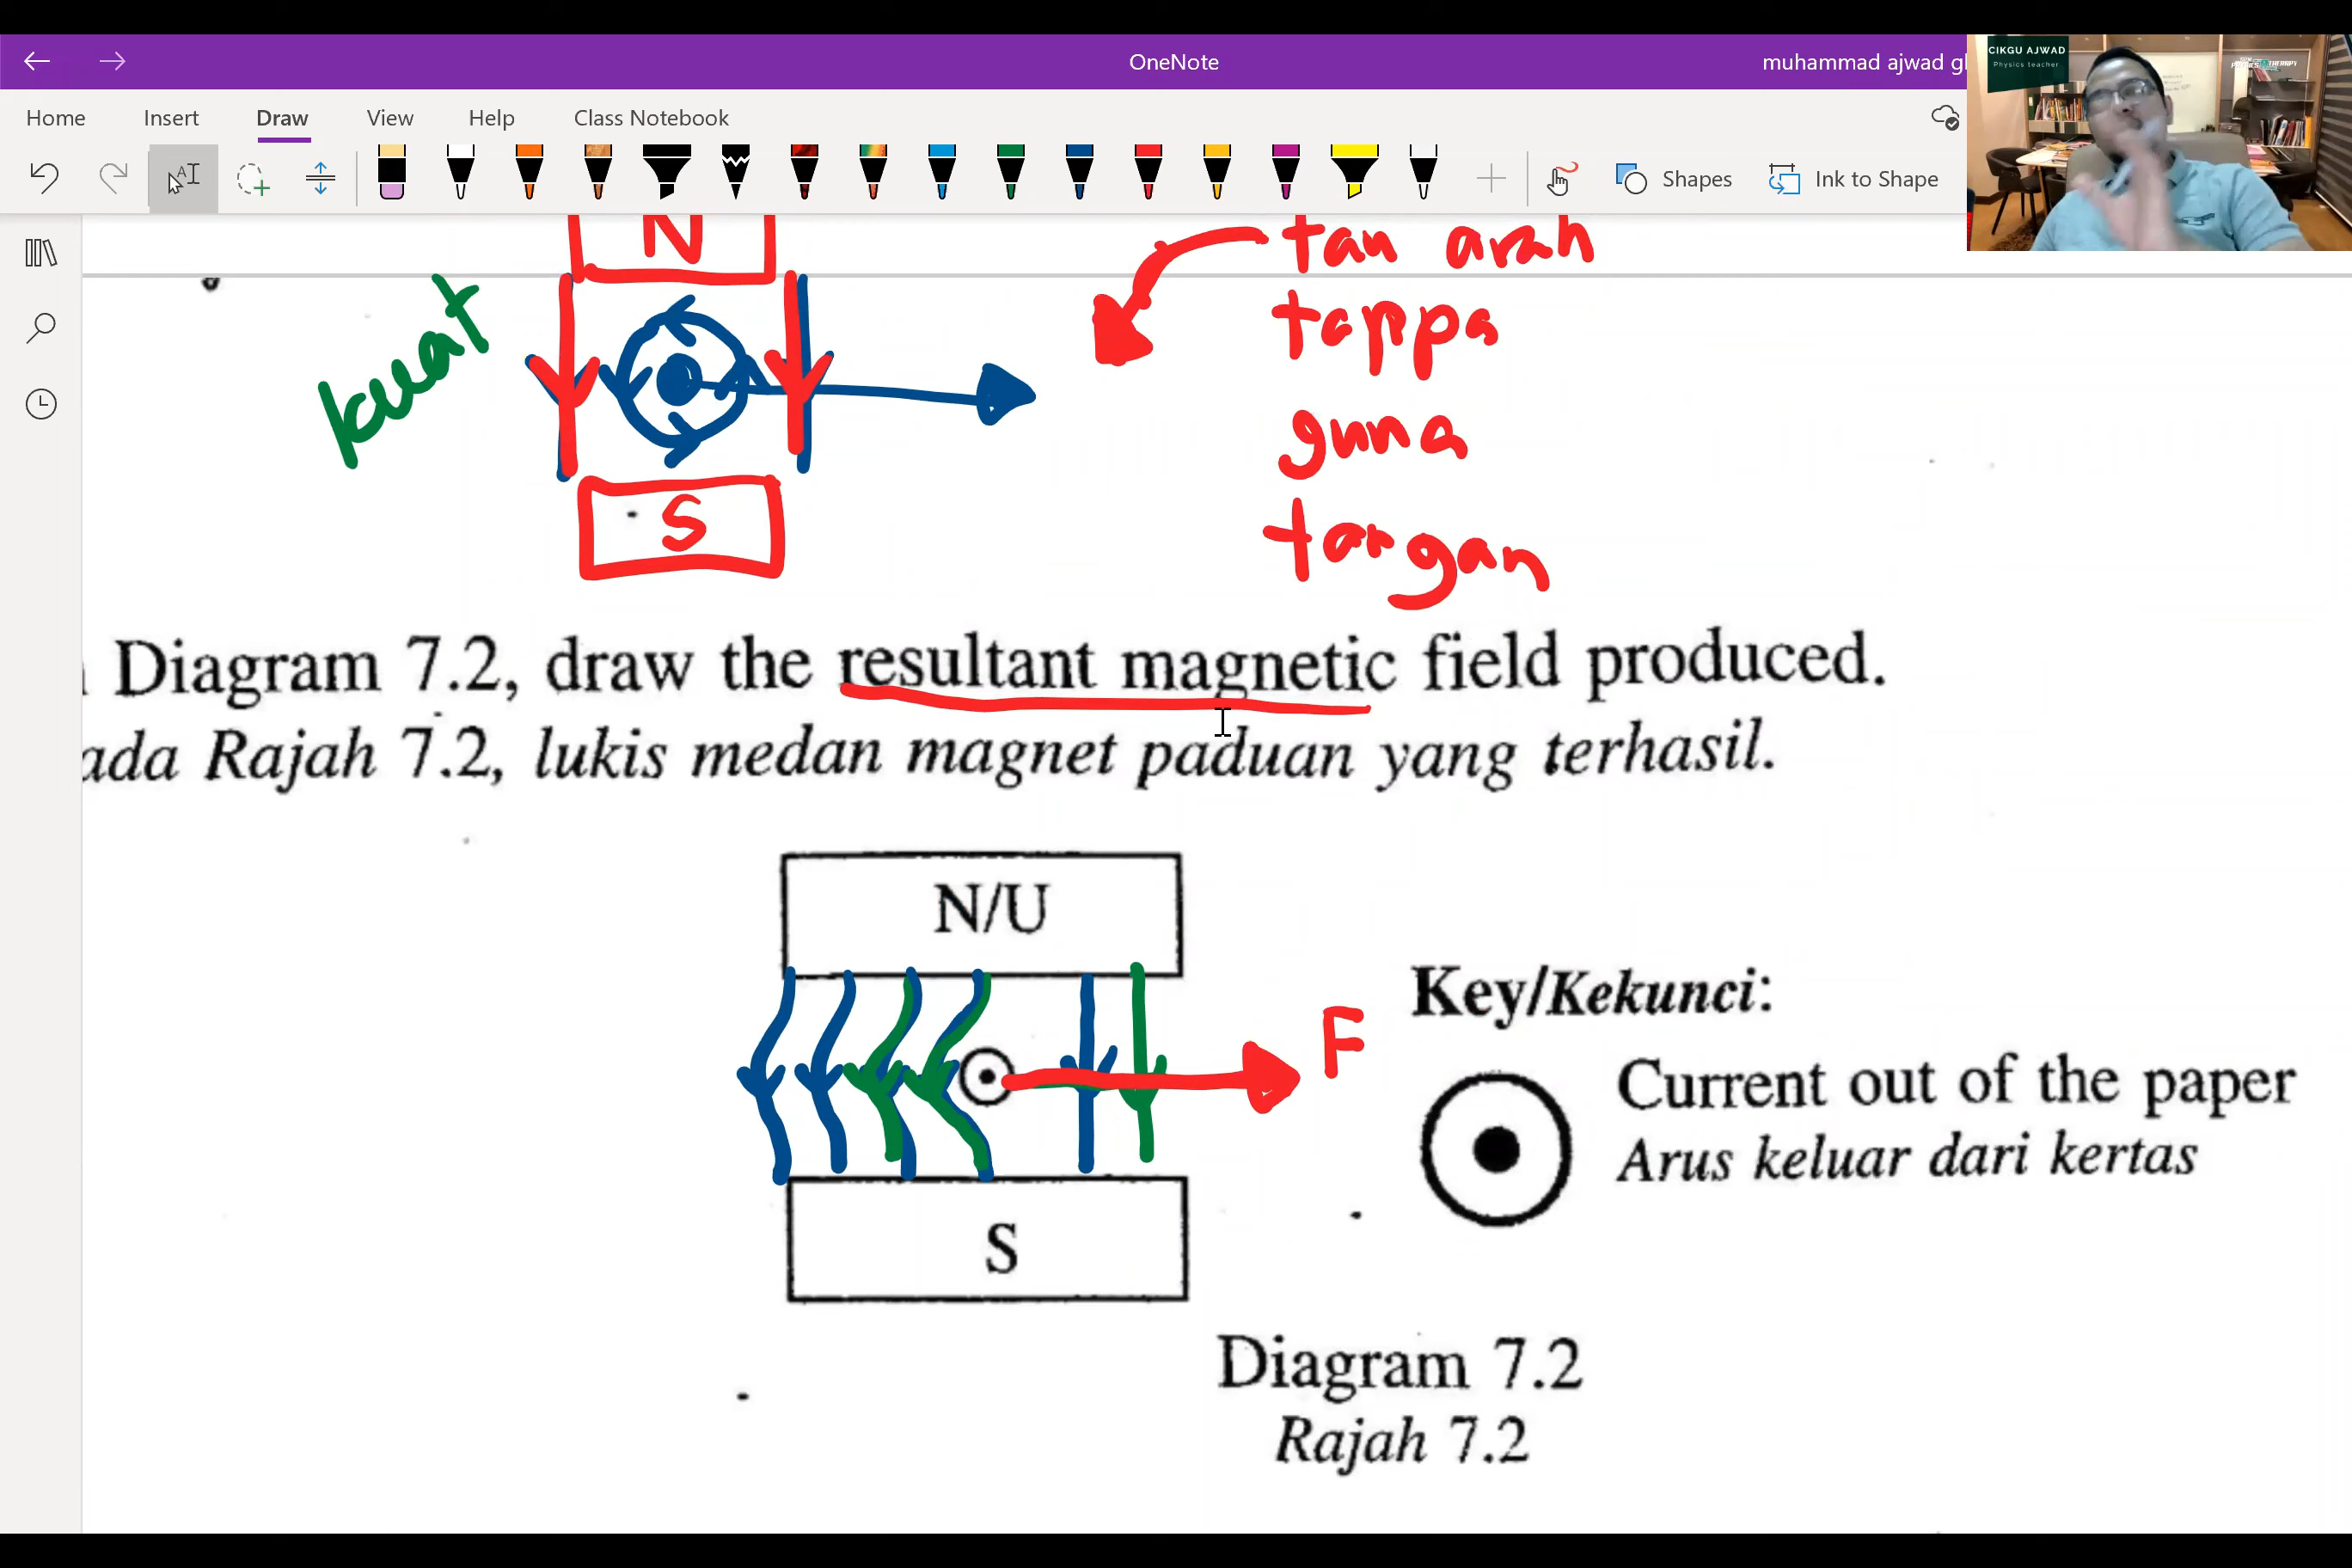 OneNote
muhammad ajwad gl
CIKGU AJWAD
Physics teacher
Home Insert Draw View Help Class Notebook
Shapes Ink to Shape
N
tan arah
tanpa
guna
tangan
kuat
S
Diagram 7.2, draw the resultant magnetic field produced.
ada Rajah 7.2, lukis medan magnet paduan yang terhasil.
N/U
F
S
Key/Kekunci:
Current out of the paper
Arus keluar dari kertas
Diagram 7.2
Rajah 7.2